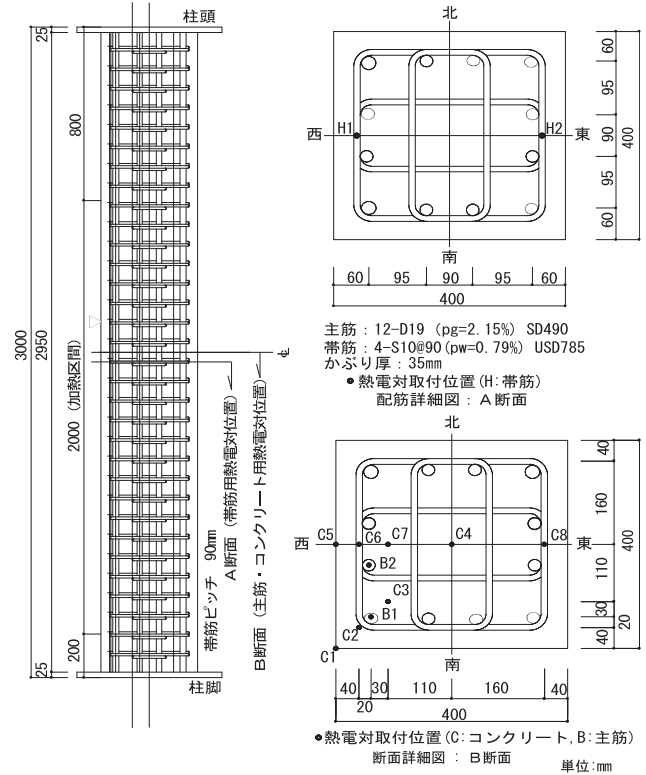 柱頭
25
800
3000
2950
2000 (加熱区間)
200
25
柱脚
帯筋ピッチ 90mm
A断面 (帯筋用熱電対位置)
B断面 (主筋・コンクリート用熱電対位置)
北
西
H1
H2
東
南
60
95
90
95
60
400
60
95
90
95
60
400
主筋：12-D19 (pg=2.15%) SD490
帯筋：4-S10@90(pw=0.79%) USD785
かぶり厚：35mm
●熱電対取付位置(H:帯筋)
配筋詳細図：A断面
北
西
C5
C6
C7
C4
C8
東
B2
C3
B1
C2
C1
南
40
160
110
30
40
20
400
40
30
110
160
40
20
400
●熱電対取付位置(C:コンクリート,B:主筋)
断面詳細図：B断面
単位:mm